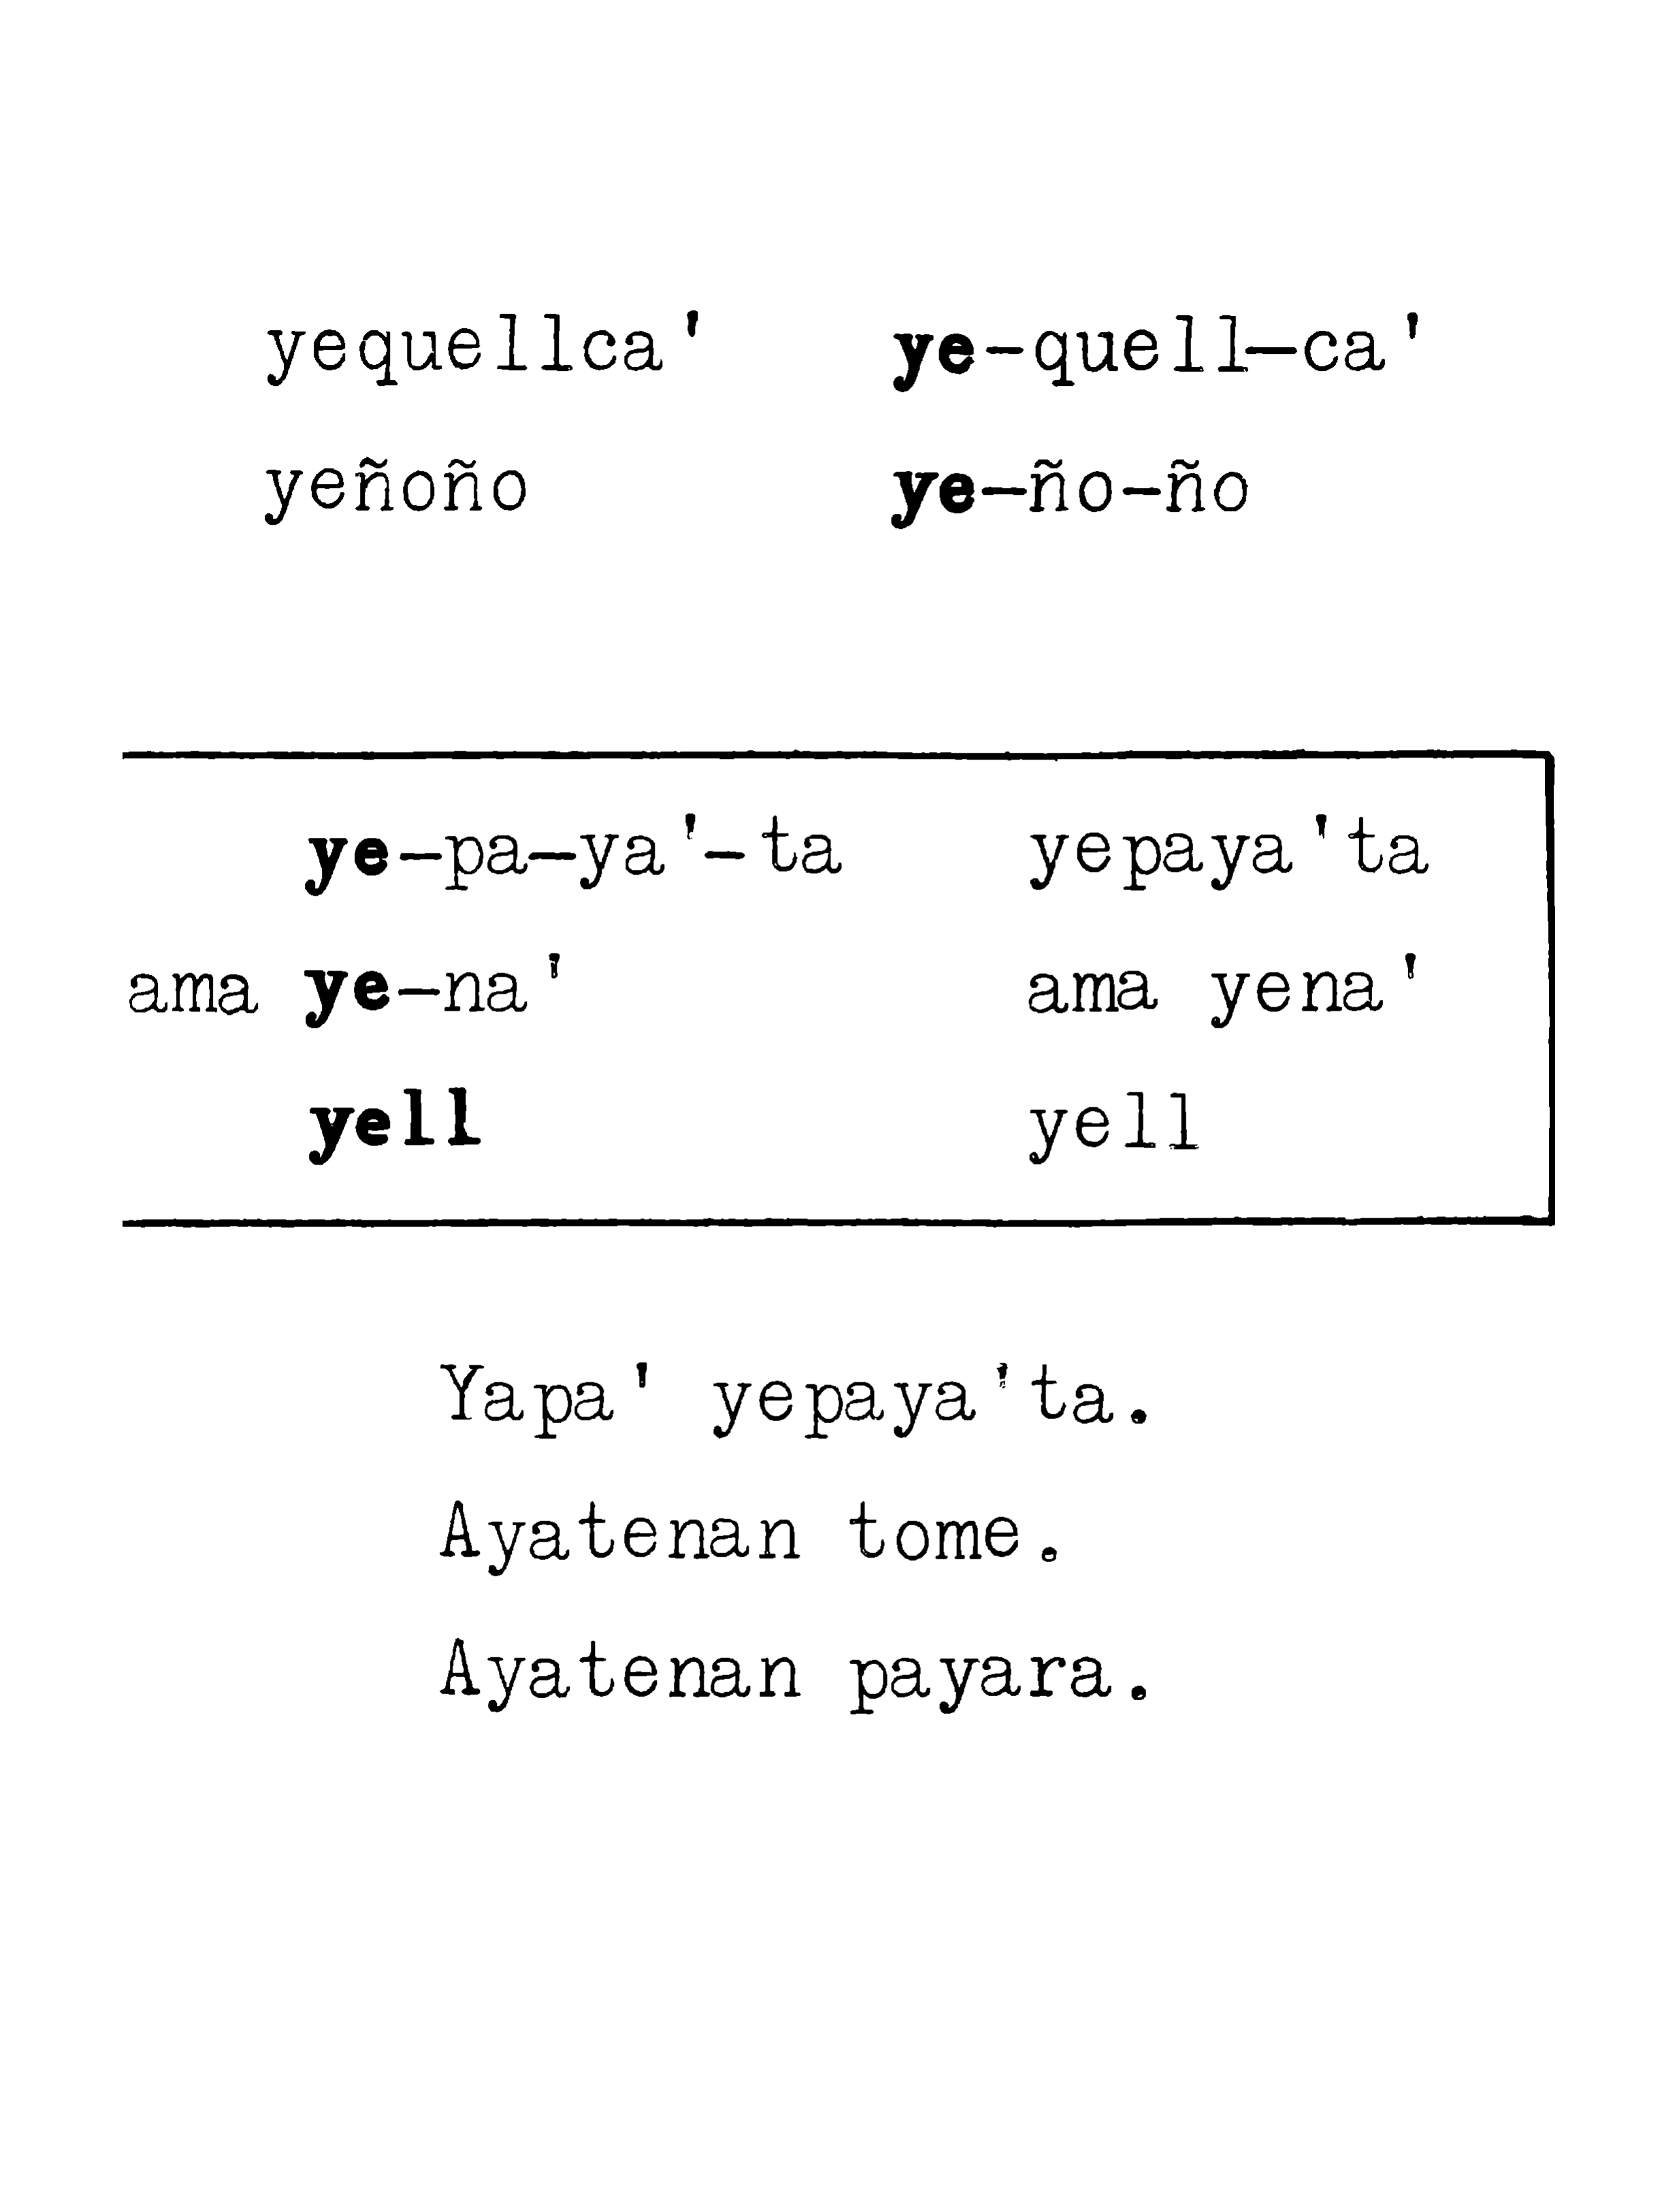 yequellca' ye-quell-ca'
yeñoño ye-ño-ño
ye-pa-ya'-ta yepaya'ta
ama ye-na' ama yena'
yell yell
Yapa' yepaya'ta.
Ayatenan tome.
Ayatenan payara.